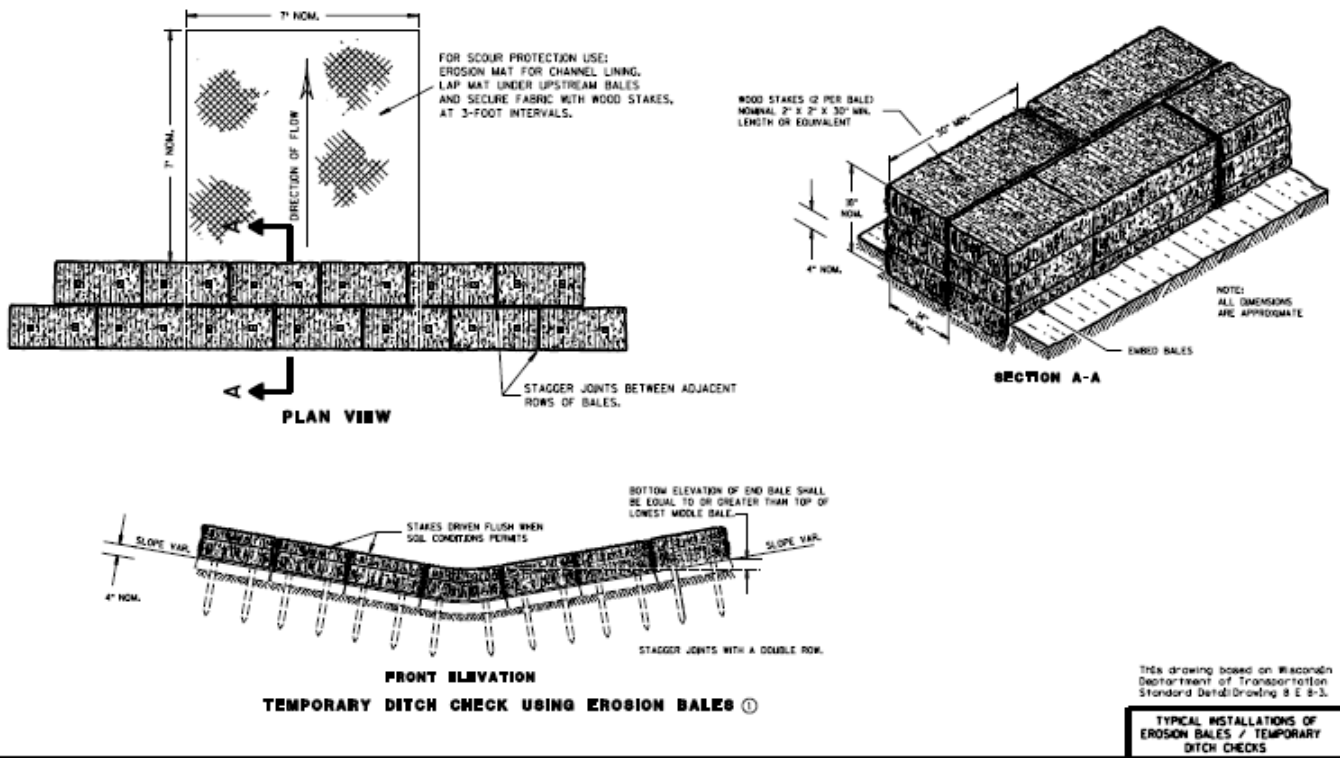 7' NOM.
7' NOM.
FOR SCOUR PROTECTION USE:
EROSION MAT FOR CHANNEL LINING.
LAP MAT UNDER UPSTREAM BALES
AND SECURE FABRIC WITH WOOD STAKES,
AT 3-FOOT INTERVALS.
DIRECTION OF FLOW
A
A
STAGGER JOINTS BETWEEN ADJACENT
ROWS OF BALES.
PLAN VIEW
WOOD STAKES (2 PER BALE)
NOMINAL 2" X 2" X 30" MIN.
LENGTH OR EQUIVALENT
30" MIN.
NOM.
4" NOM.
NOM.
NOTE:
ALL DIMENSIONS
ARE APPROXIMATE
EMBED BALES
SECTION A-A
BOTTOM ELEVATION OF END BALE SHALL
BE EQUAL TO OR GREATER THAN TOP OF
LOWEST MIDDLE BALE.
STAKES DRIVEN FLUSH WHEN
SOIL CONDITIONS PERMITS
SLOPE VAR.
SLOPE VAR.
4" NOM.
STAGGER JOINTS WITH A DOUBLE ROW.
FRONT ELEVATION
TEMPORARY DITCH CHECK USING EROSION BALES ①
This drawing based on Wisconsin
Department of Transportation
Standard Detail Drawing 8 E 8-3.
TYPICAL INSTALLATIONS OF
EROSION BALES / TEMPORARY
DITCH CHECKS